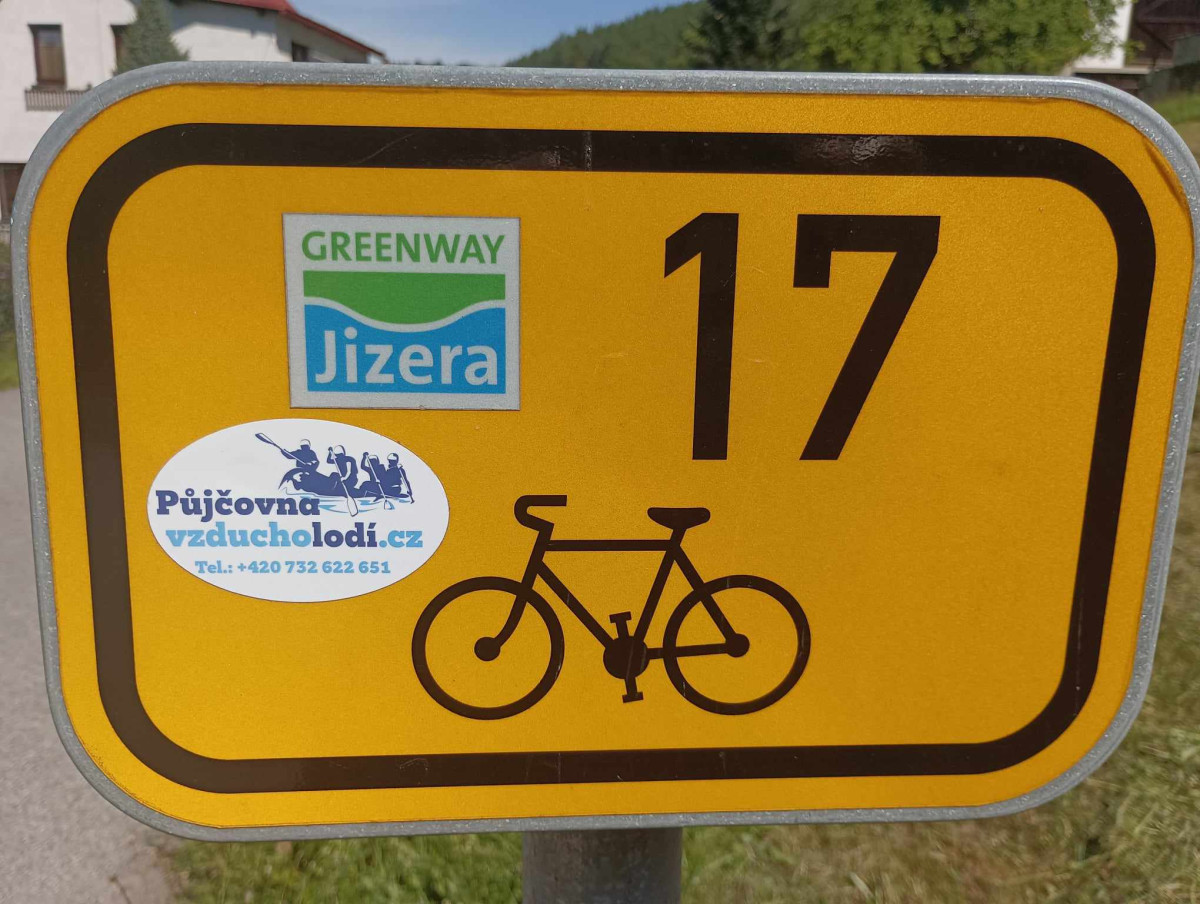 GREENWAY
Jizera
17
Půjčovna
vzducholodí.cz
Tel.: +420 732 622 651